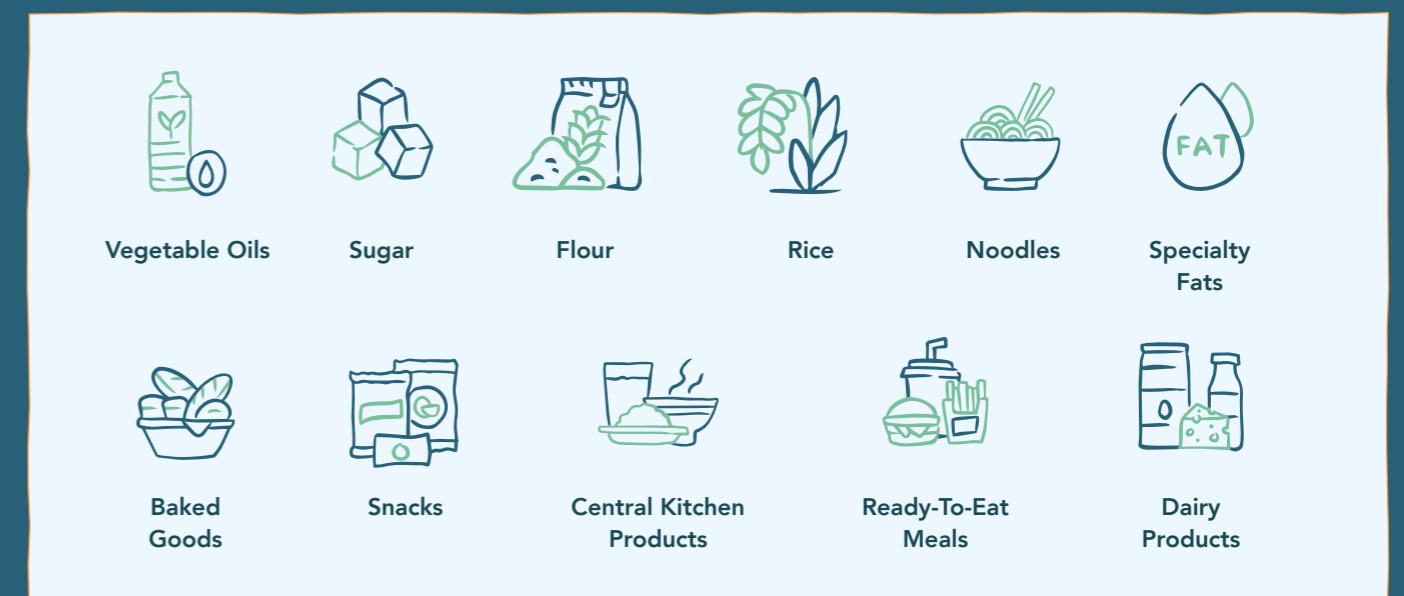 FAT
Vegetable Oils
Sugar
Flour
Rice
Noodles
Specialty
Fats
Baked
Goods
Snacks
Central Kitchen
Products
Ready-To-Eat
Meals
Dairy
Products